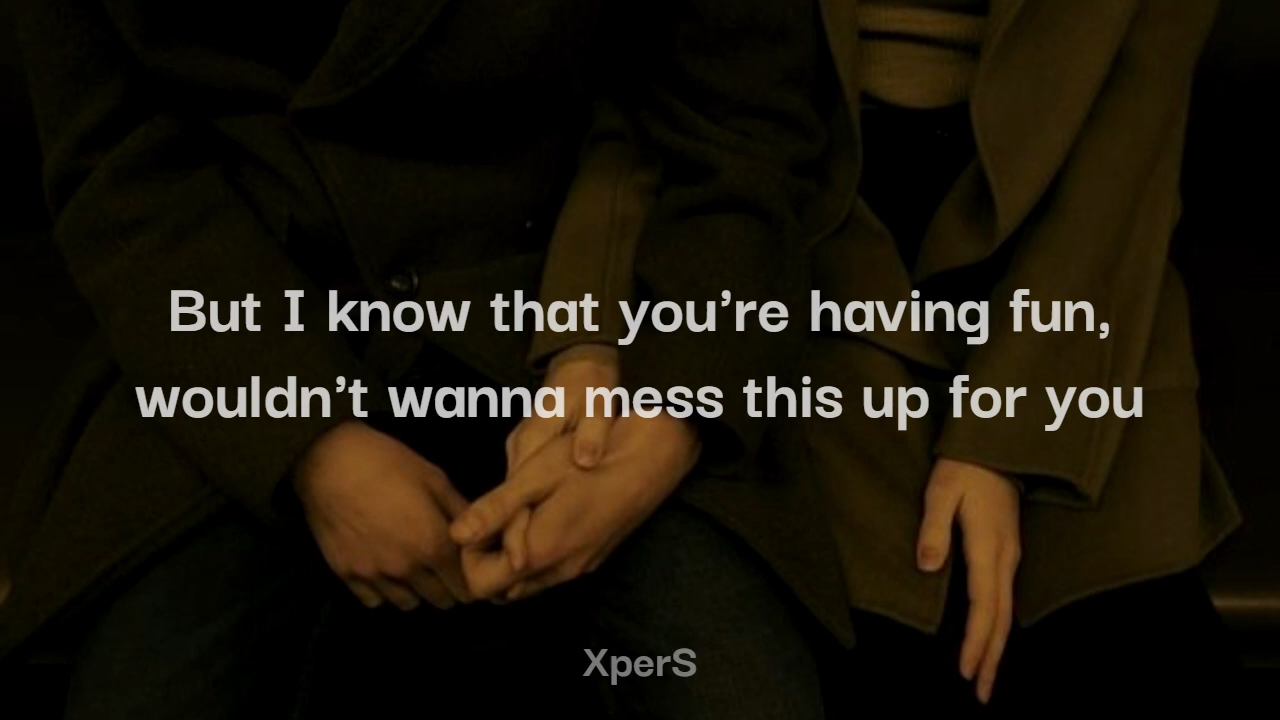 But I know that you’re having fun,
wouldn’t wanna mess this up for you
XperS